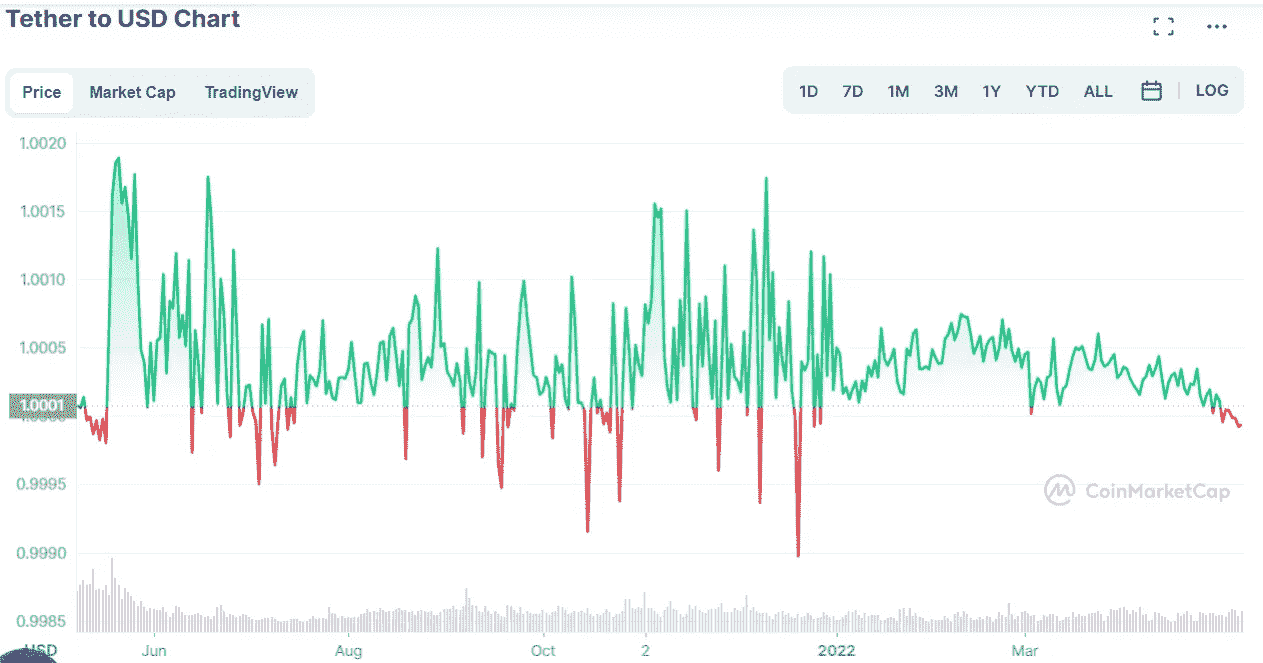 Tether to USD Chart
Price Market Cap TradingView
1D 7D 1M 3M 1Y YTD ALL LOG
1.0020
1.0015
1.0010
1.0005
1.0001
0.9995
0.9990
0.9985
CoinMarketCap
USD Jun Aug Oct 2 2022 Mar